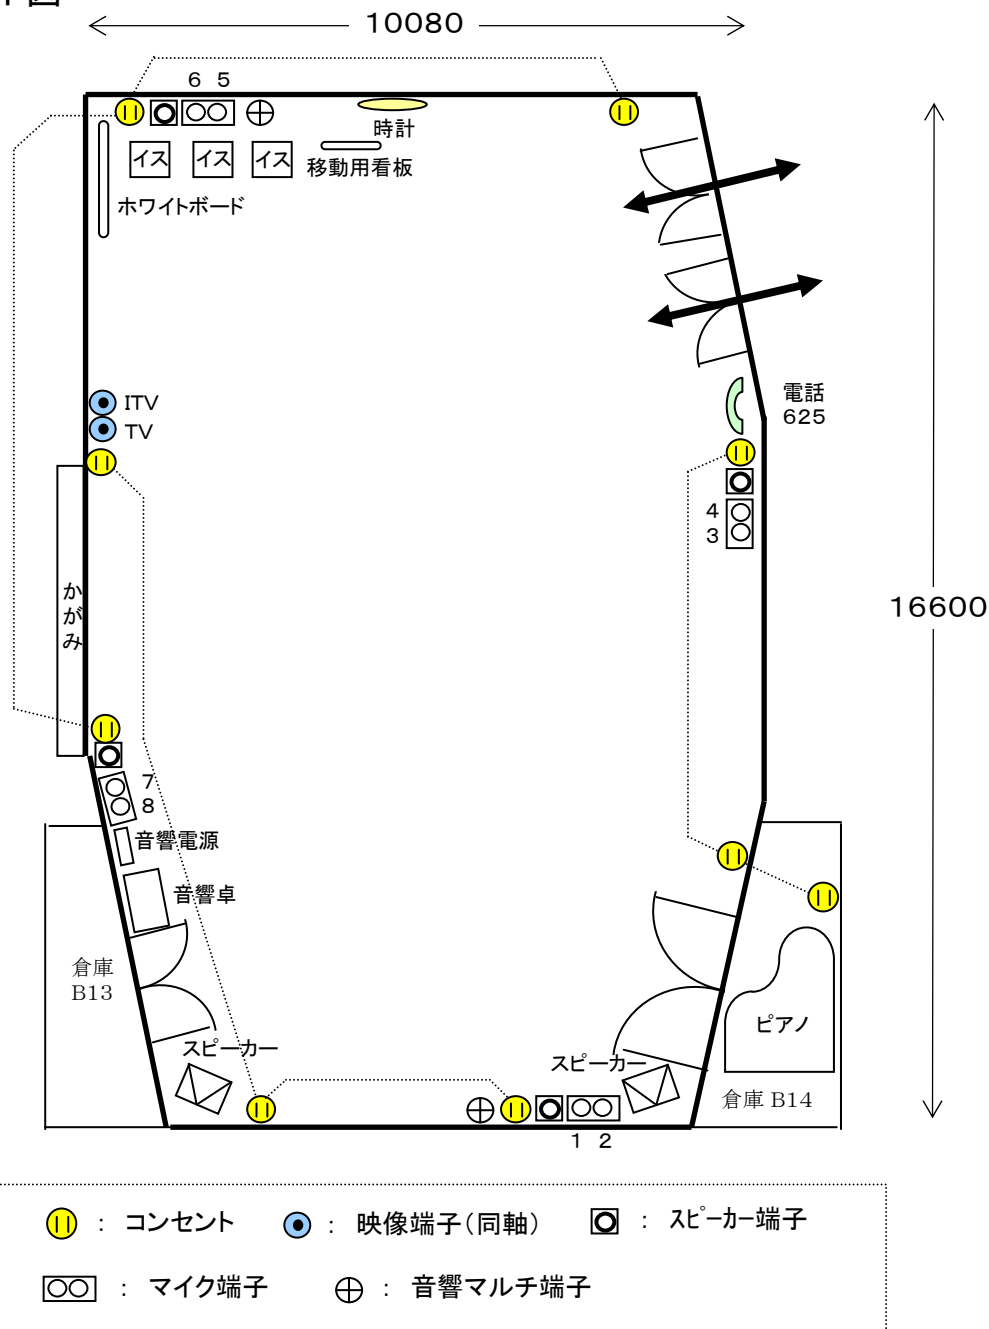 10080
6 5
時計
イス
イス
イス
移動用看板
ホワイトボード
ITV
TV
電話
625
4
3
16600
かがみ
7
8
音響電源
音響卓
倉庫
B13
スピーカー
スピーカー
ピアノ
倉庫 B14
1 2
： コンセント
： 映像端子（同軸）
： スピーカー端子
： マイク端子
： 音響マルチ端子